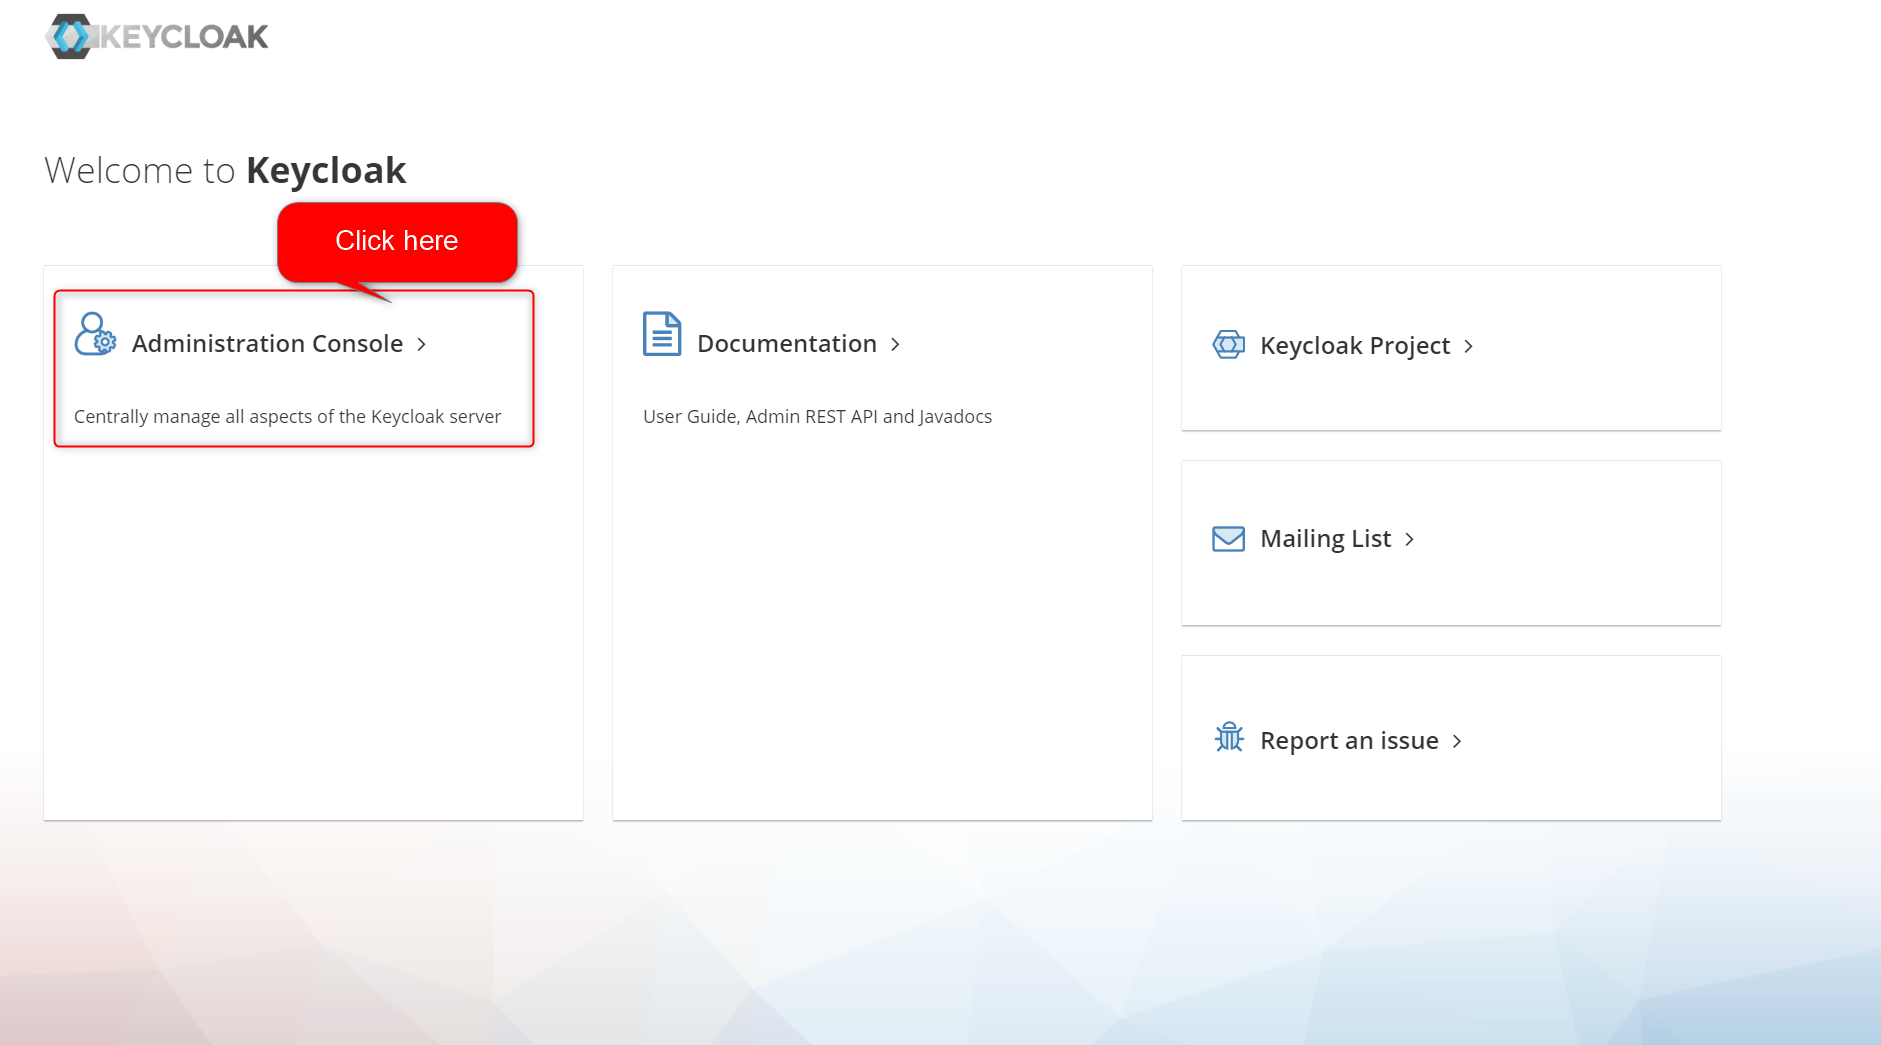 KEYCLOAK
Welcome to Keycloak
Click here
Administration Console
Centrally manage all aspects of the Keycloak server
Documentation
User Guide, Admin REST API and Javadocs
Keycloak Project
Mailing List
Report an issue